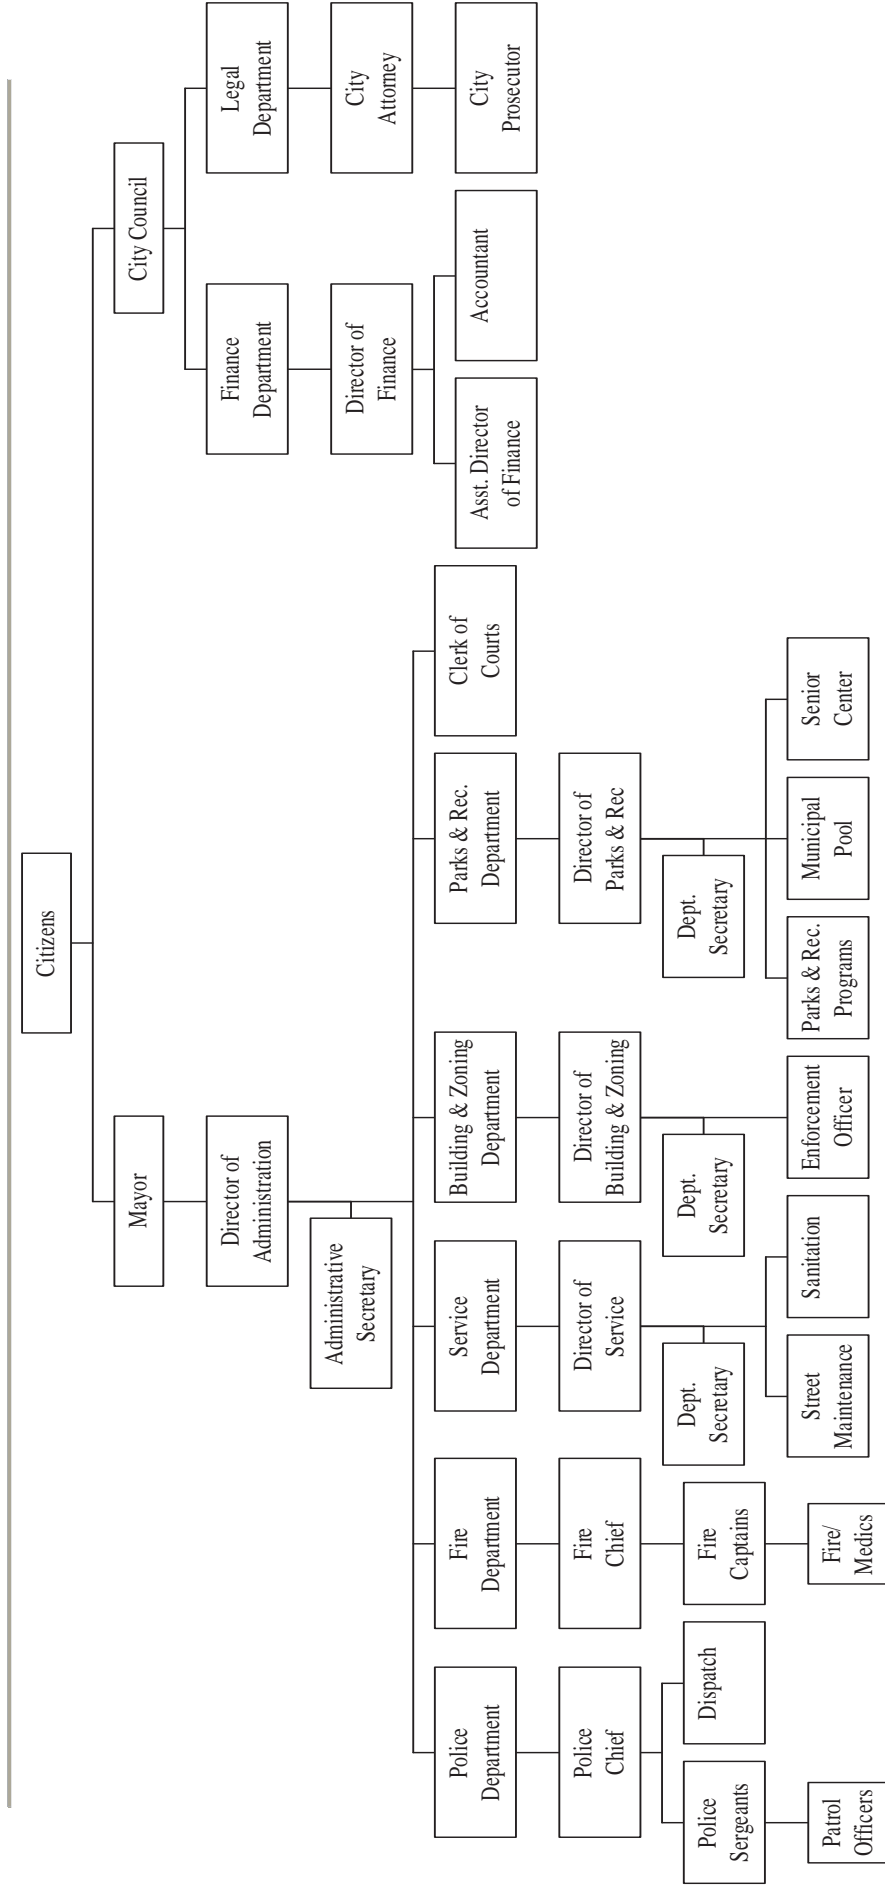 Citizens
Mayor
City Council
Director of
Administration
Finance
Department
Legal
Department
Administrative
Secretary
Director of
Finance
City
Attorney
Police
Department
Fire
Department
Service
Department
Building & Zoning
Department
Parks & Rec.
Department
Clerk of
Courts
Asst. Director
of Finance
Accountant
City
Prosecutor
Police
Chief
Fire
Chief
Director of
Service
Director of
Building & Zoning
Director of
Parks & Rec
Dept.
Secretary
Dept.
Secretary
Dept.
Secretary
Police
Sergeants
Dispatch
Fire
Captains
Street
Maintenance
Sanitation
Enforcement
Officer
Parks & Rec.
Programs
Municipal
Pool
Senior
Center
Patrol
Officers
Fire/
Medics